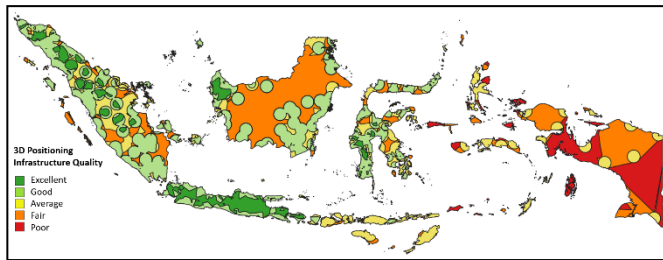 3D Positioning
Infrastructure Quality
Excellent
Good
Average
Fair
Poor